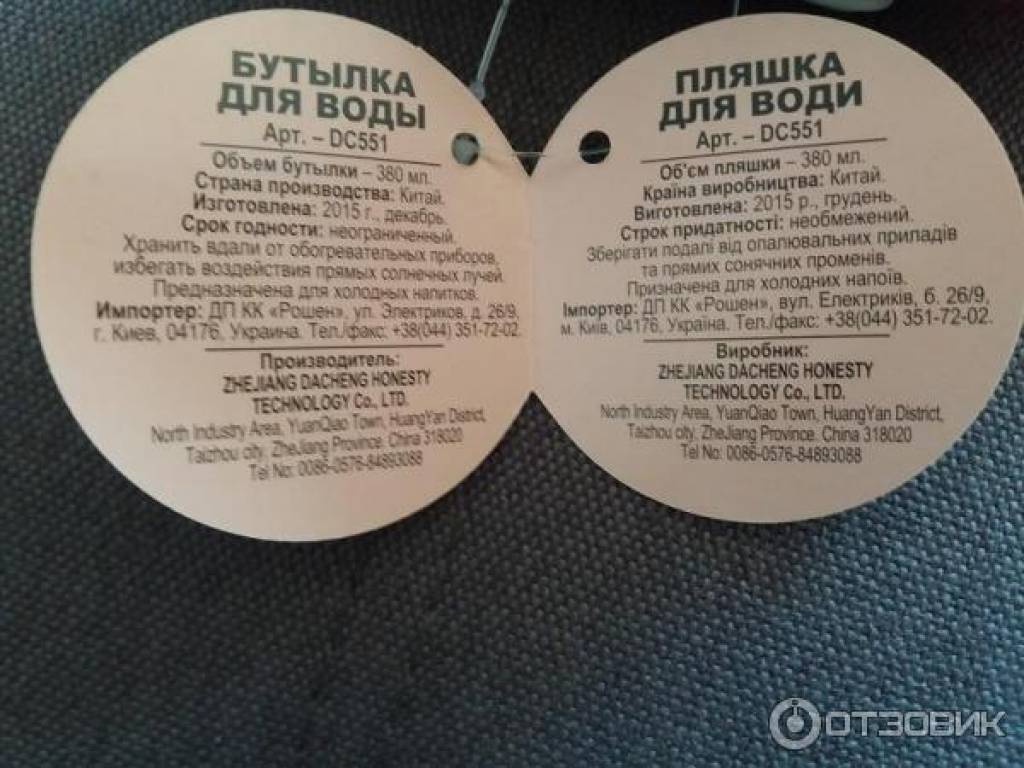 БУТЫЛКА
ДЛЯ ВОДЫ
Арт. – DC551
Объем бутылки – 380 мл.
Страна производства: Китай.
Изготовлена: 2015 г., декабрь.
Срок годности: неограниченный.
Хранить вдали от обогревательных приборов,
избегать воздействия прямых солнечных лучей.
Предназначена для холодных напитков.
Импортер: ДП КК «Рошен», ул. Электриков, д. 26/9,
г. Киев, 04176, Украина. Тел./факс: +38(044) 351-72-02.
Производитель:
ZHEJIANG DACHENG HONESTY
TECHNOLOGY Co., LTD.
North Industry Area, YuanQiao Town, HuangYan District,
Taizhou city, ZheJiang Province. China 318020
Tel No: 0086-0576-84893088
ПЛЯШКА
ДЛЯ ВОДИ
Арт. – DC551
Об'єм пляшки – 380 мл.
Країна виробництва: Китай.
Виготовлена: 2015 р., грудень.
Строк придатності: необмежений.
Зберігати подалі від опалювальних приладів
та прямих сонячних променів.
Призначена для холодних напоїв.
Імпортер: ДП КК «Рошен», вул. Електриків, б. 26/9,
м. Київ, 04176, Україна. Тел./факс: +38(044) 351-72-02.
Виробник:
ZHEJIANG DACHENG HONESTY
TECHNOLOGY Co., LTD.
North Industry Area, YuanQiao Town, HuangYan District,
Taizhou city, ZheJiang Province. China 318020
Tel No: 0086-0576-84893088
ОТЗОВИК